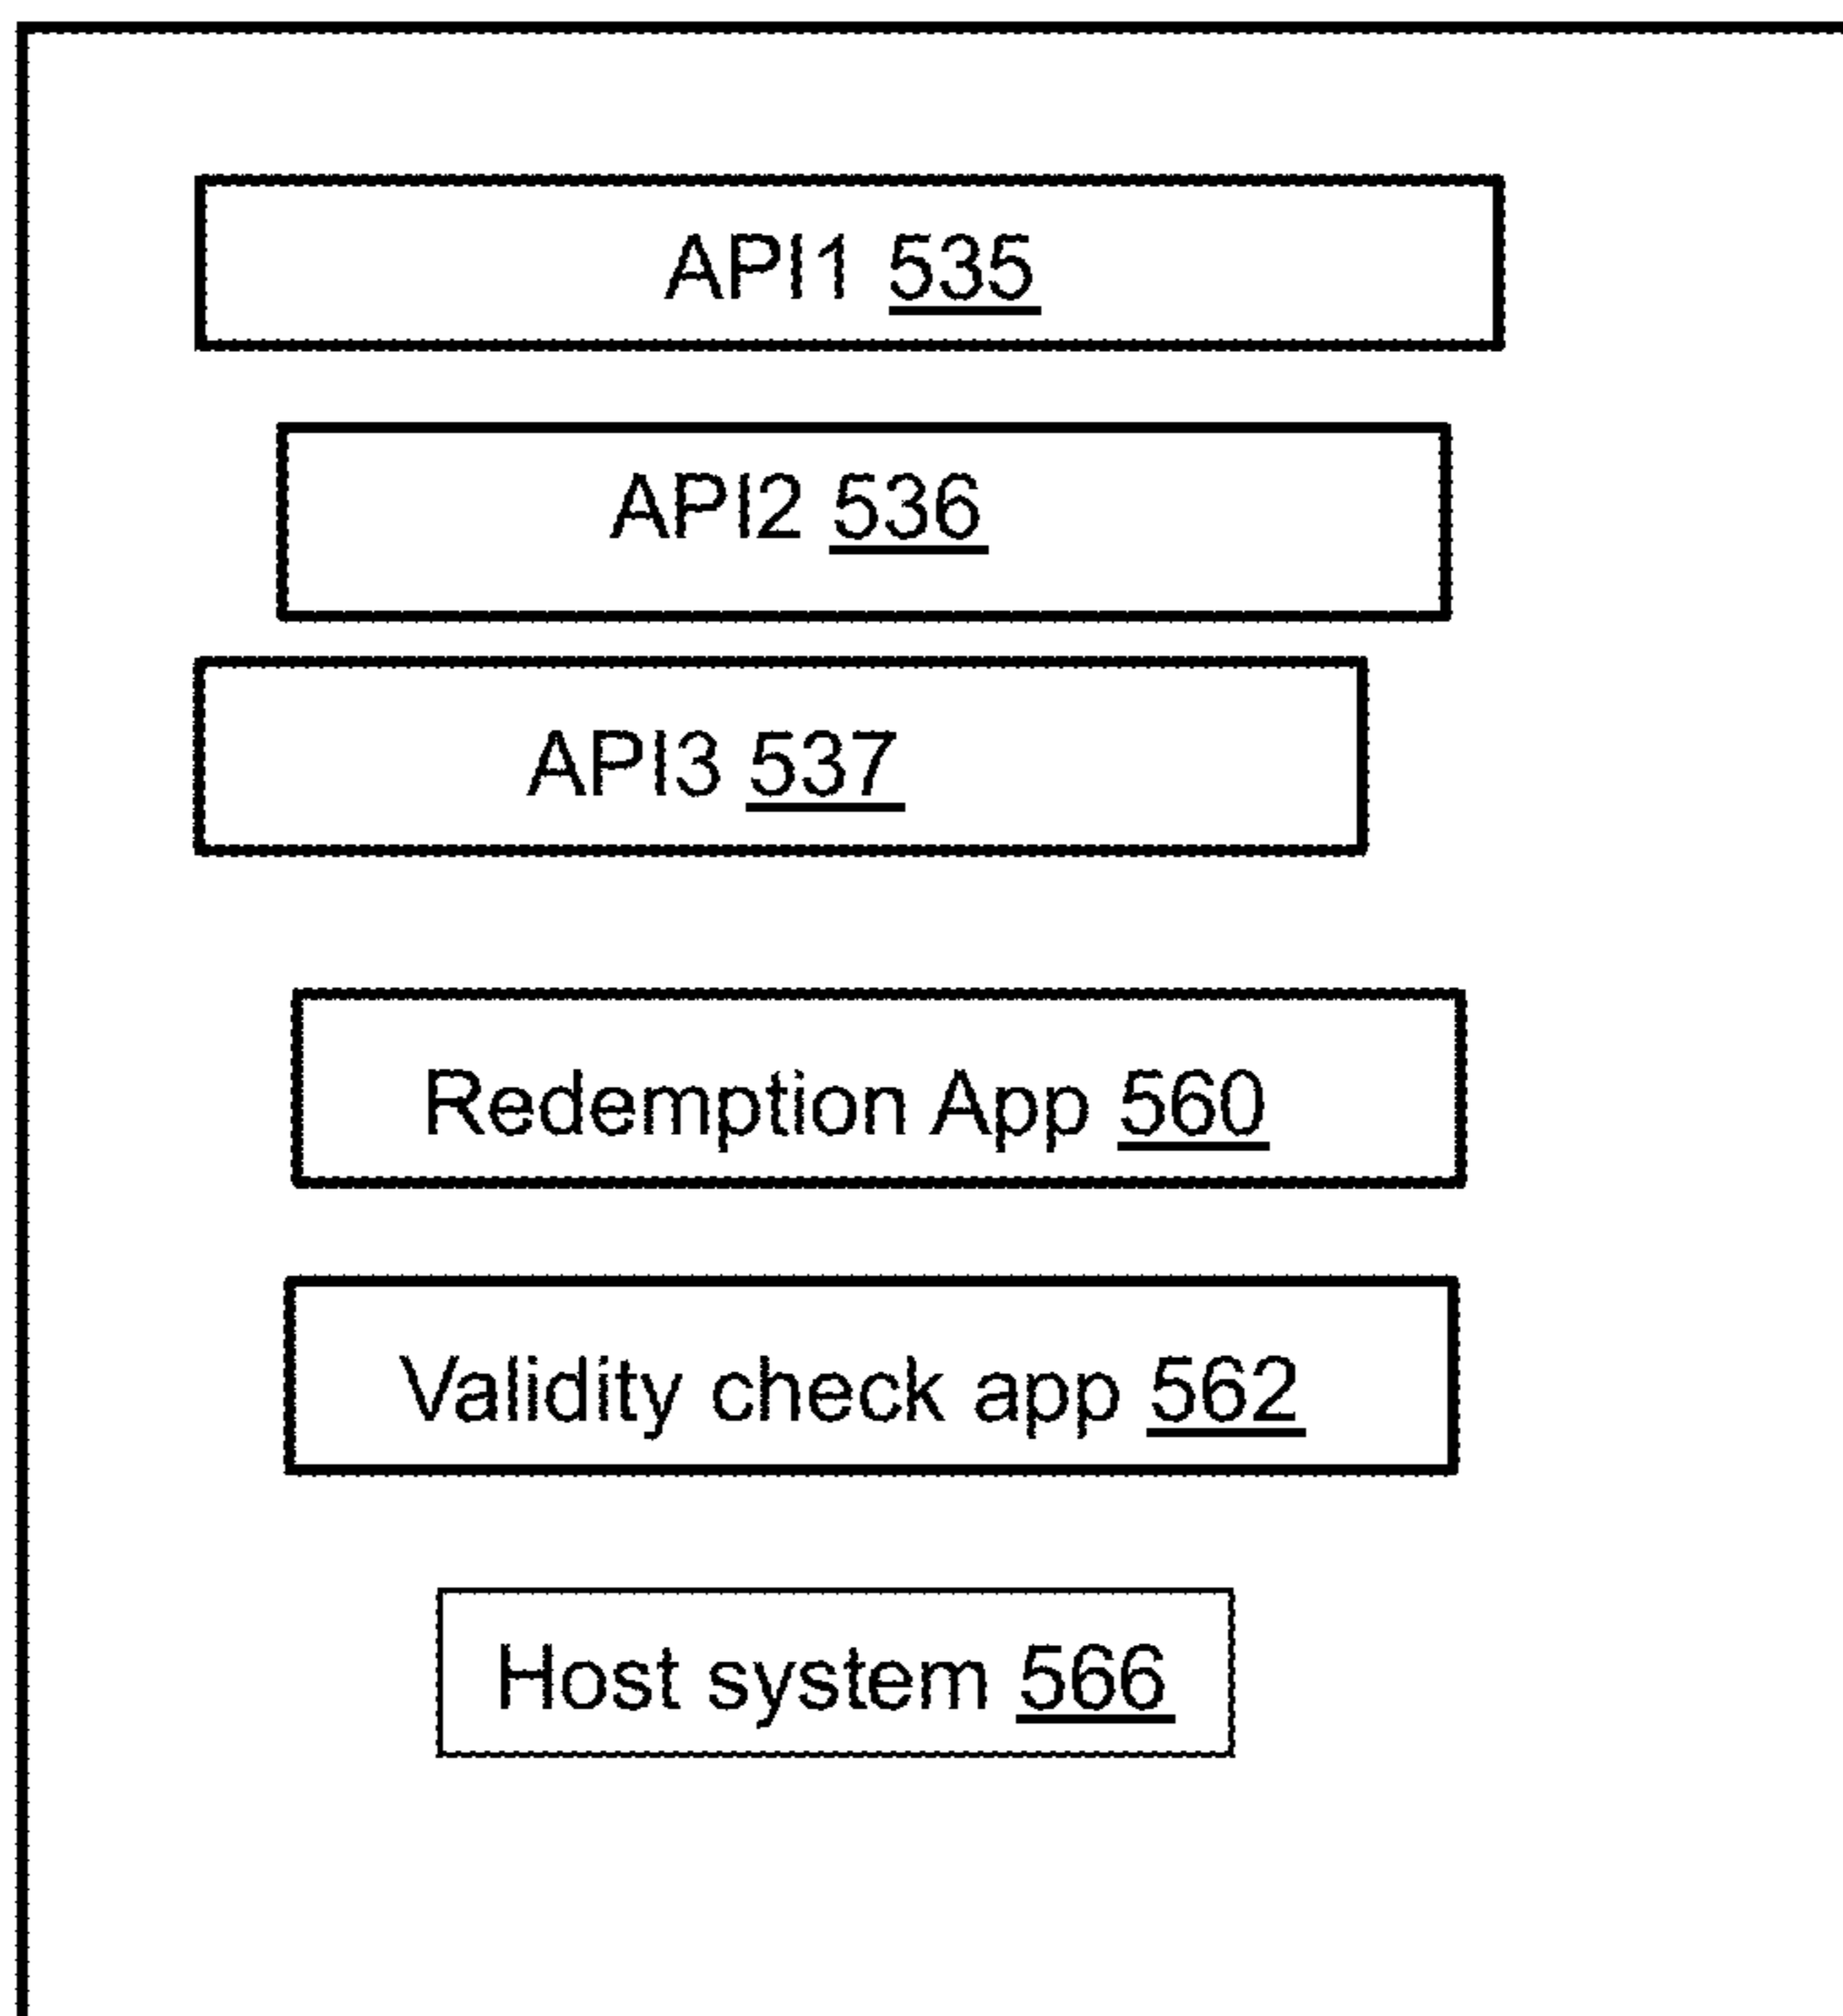 API1 535
API2 536
API3 537
Redemption App 560
Validity check app 562
Host system 566